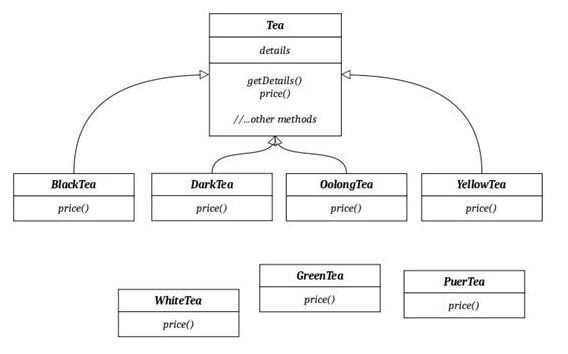 Tea
details
getDetails()
price()
//...other methods
BlackTea
price()
DarkTea
price()
OolongTea
price()
YellowTea
price()
WhiteTea
price()
GreenTea
price()
PuerTea
price()